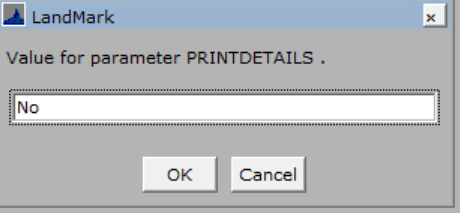 LandMark
Value for parameter PRINTDETAILS .
No
OK Cancel